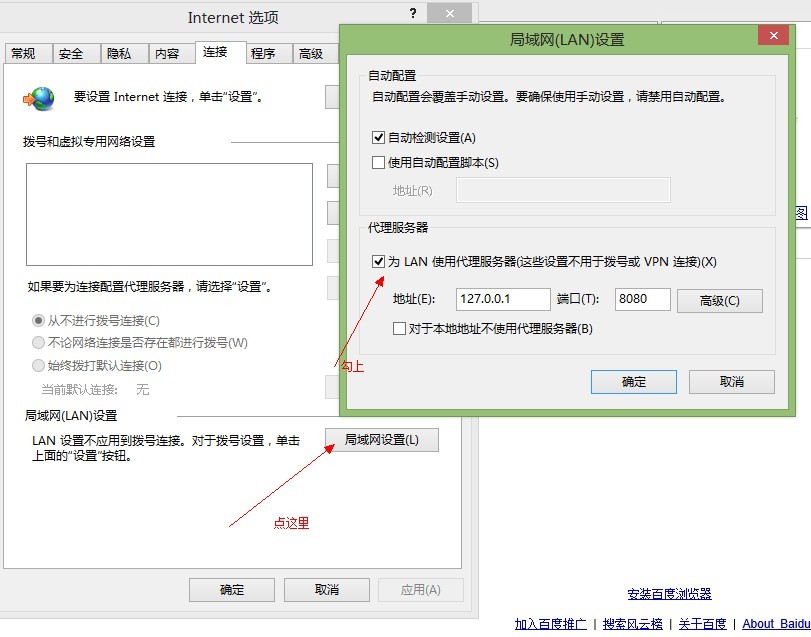 Internet 选项
?
常规
安全
隐私
内容
连接
程序
高级
要设置 Internet 连接，单击“设置”。
拨号和虚拟专用网络设置
如果要为连接配置代理服务器，请选择“设置”。
从不进行拨号连接(C)
不论网络连接是否存在都进行拨号(W)
始终拨打默认连接(O)
当前默认连接:
无
局域网(LAN)设置
LAN 设置不应用到拨号连接。对于拨号设置，单击
上面的“设置”按钮。
局域网设置(L)
点这里
确定
取消
应用(A)
局域网(LAN)设置
自动配置
自动配置会覆盖手动设置。要确保使用手动设置，请禁用自动配置。
自动检测设置(A)
使用自动配置脚本(S)
地址(R)
代理服务器
为 LAN 使用代理服务器(这些设置不用于拨号或 VPN 连接)(X)
地址(E):
127.0.0.1
端口(T):
8080
高级(C)
对于本地地址不使用代理服务器(B)
勾上
确定
取消
图
安装百度浏览器
加入百度推广 | 搜索风云榜 | 关于百度 | About Baidu